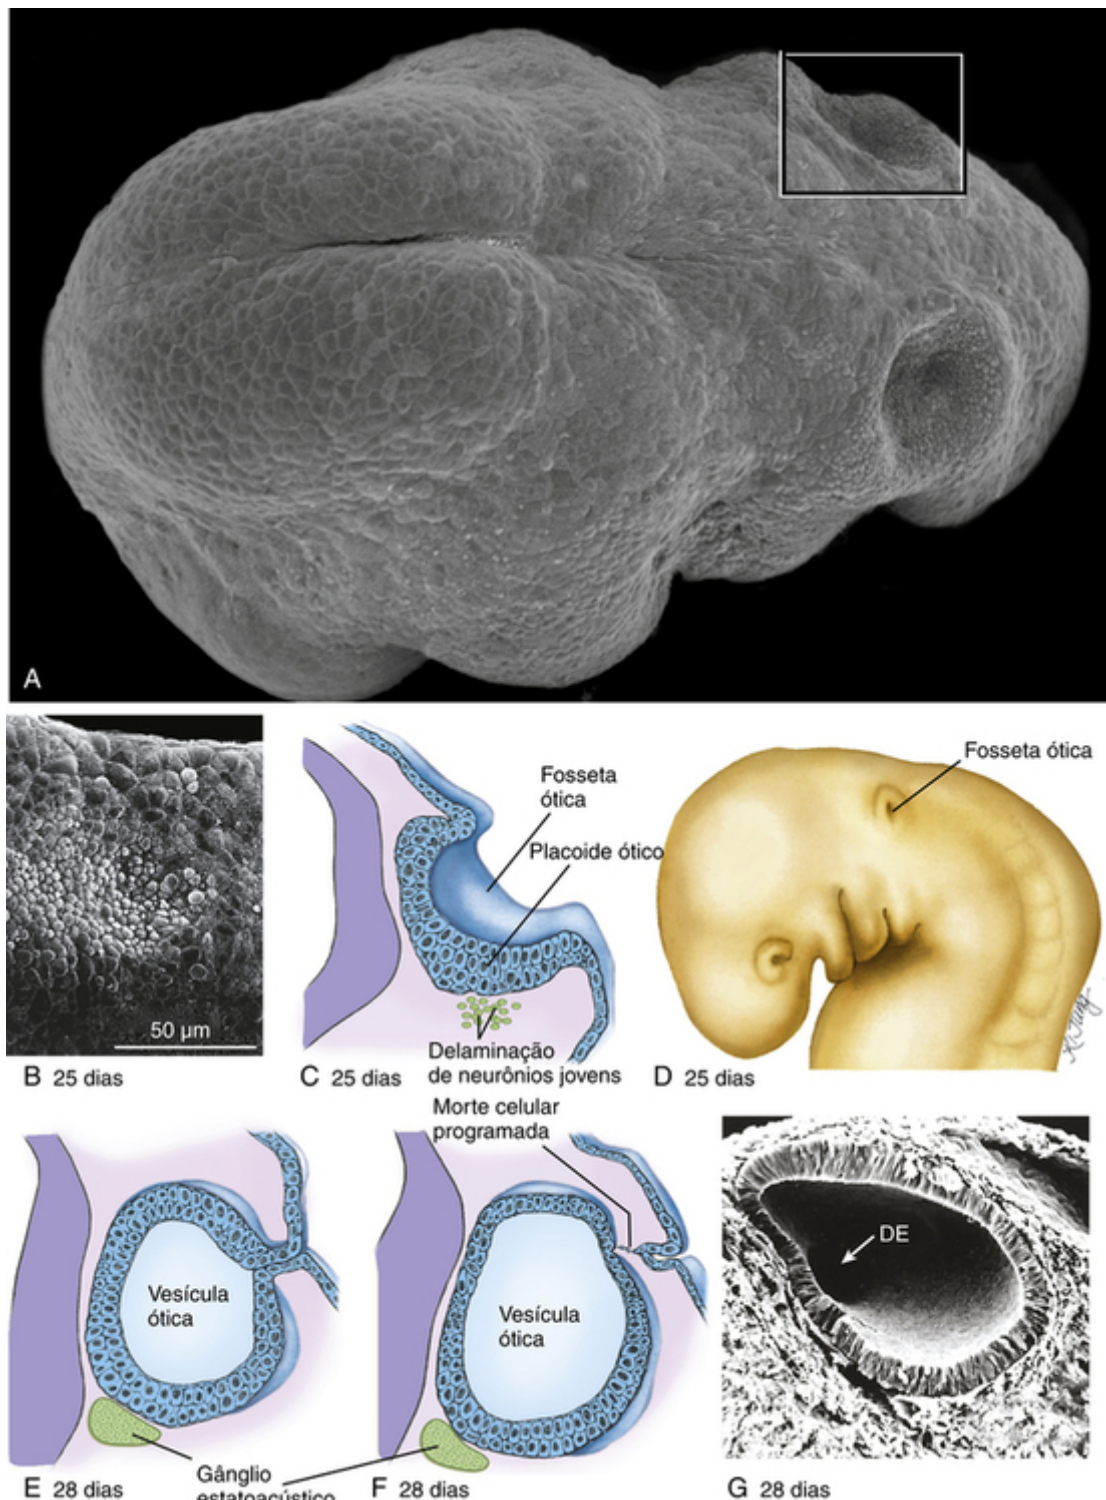 A
Fosseta ótica
Fosseta
ótica
Placoide ótico
50 µm
Delaminação
de neurônios jovens
B 25 dias
C 25 dias
D 25 dias
Morte celular
programada
DE
Vesícula
ótica
Vesícula
ótica
Gânglio
estatoacústico
E 28 dias
F 28 dias
G 28 dias